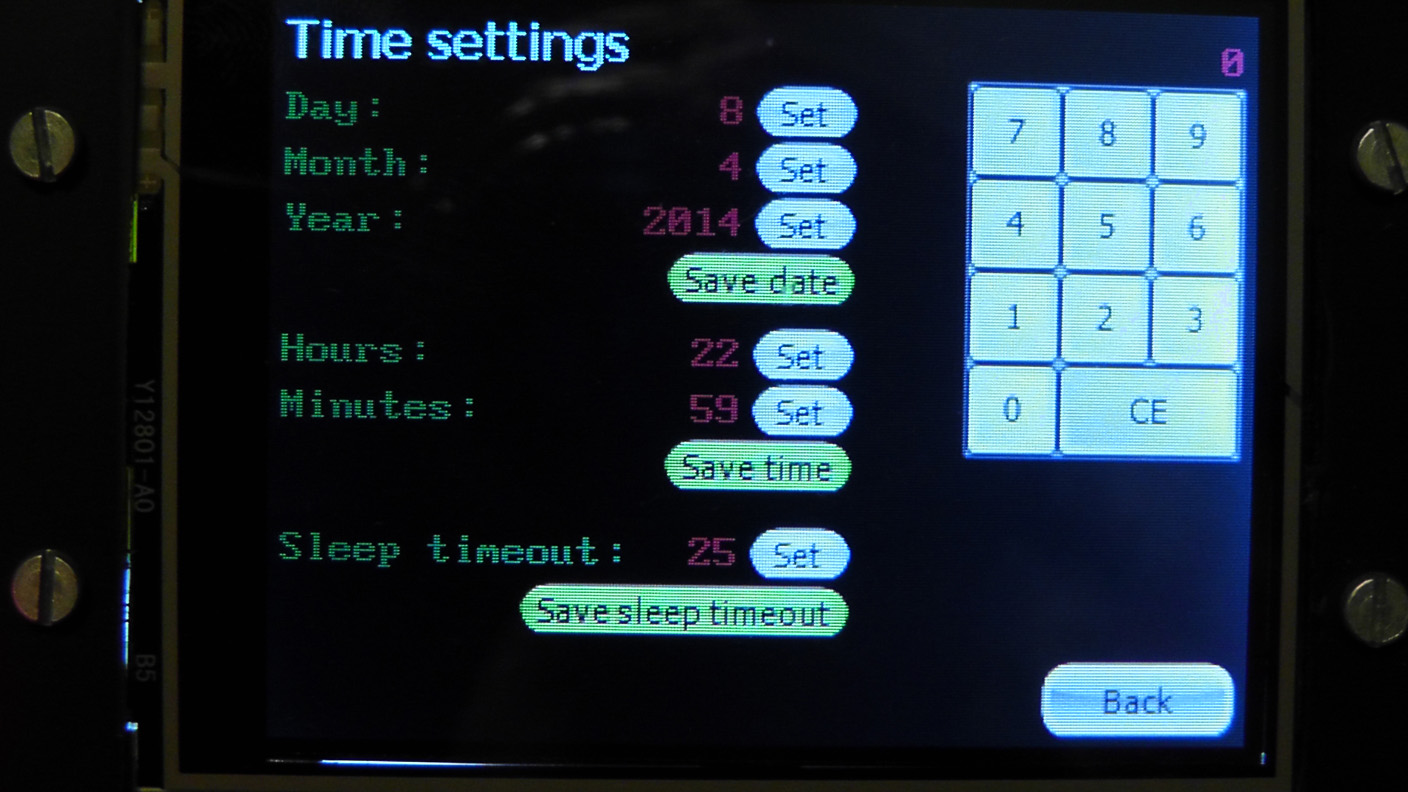 Time settings
0
Day: 8 Set
Month: 4 Set
Year: 2014 Set
Save date
Hours: 22 Set
Minutes: 59 Set
Save time
Sleep timeout: 25 Set
Save sleep timeout
7 8 9
4 5 6
1 2 3
0 CE
Back
Y12801-A0
B5